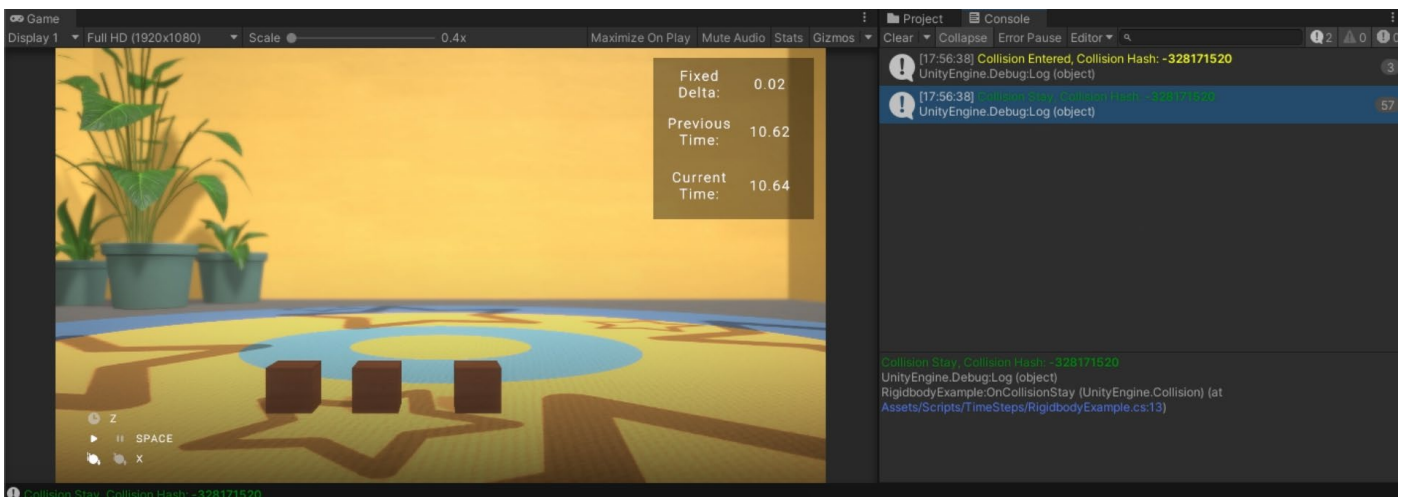 Game
Display 1 Full HD (1920x1080) Scale 0.4x Maximize On Play Mute Audio Stats Gizmos
Fixed Delta: 0.02
Previous Time: 10.62
Current Time: 10.64
Z
SPACE
X
Project Console
Clear Collapse Error Pause Editor 2 0
[17:56:38] Collision Entered, Collision Hash: -328171520
UnityEngine.Debug:Log (object)
3
[17:56:38] Collision Stay, Collision Hash: -328171520
UnityEngine.Debug:Log (object)
57
Collision Stay, Collision Hash: -328171520
UnityEngine.Debug:Log (object)
RigidbodyExample:OnCollisionStay (UnityEngine.Collision) (at
Assets/Scripts/TimeSteps/RigidbodyExample.cs:13)
Collision Stay, Collision Hash: -328171520